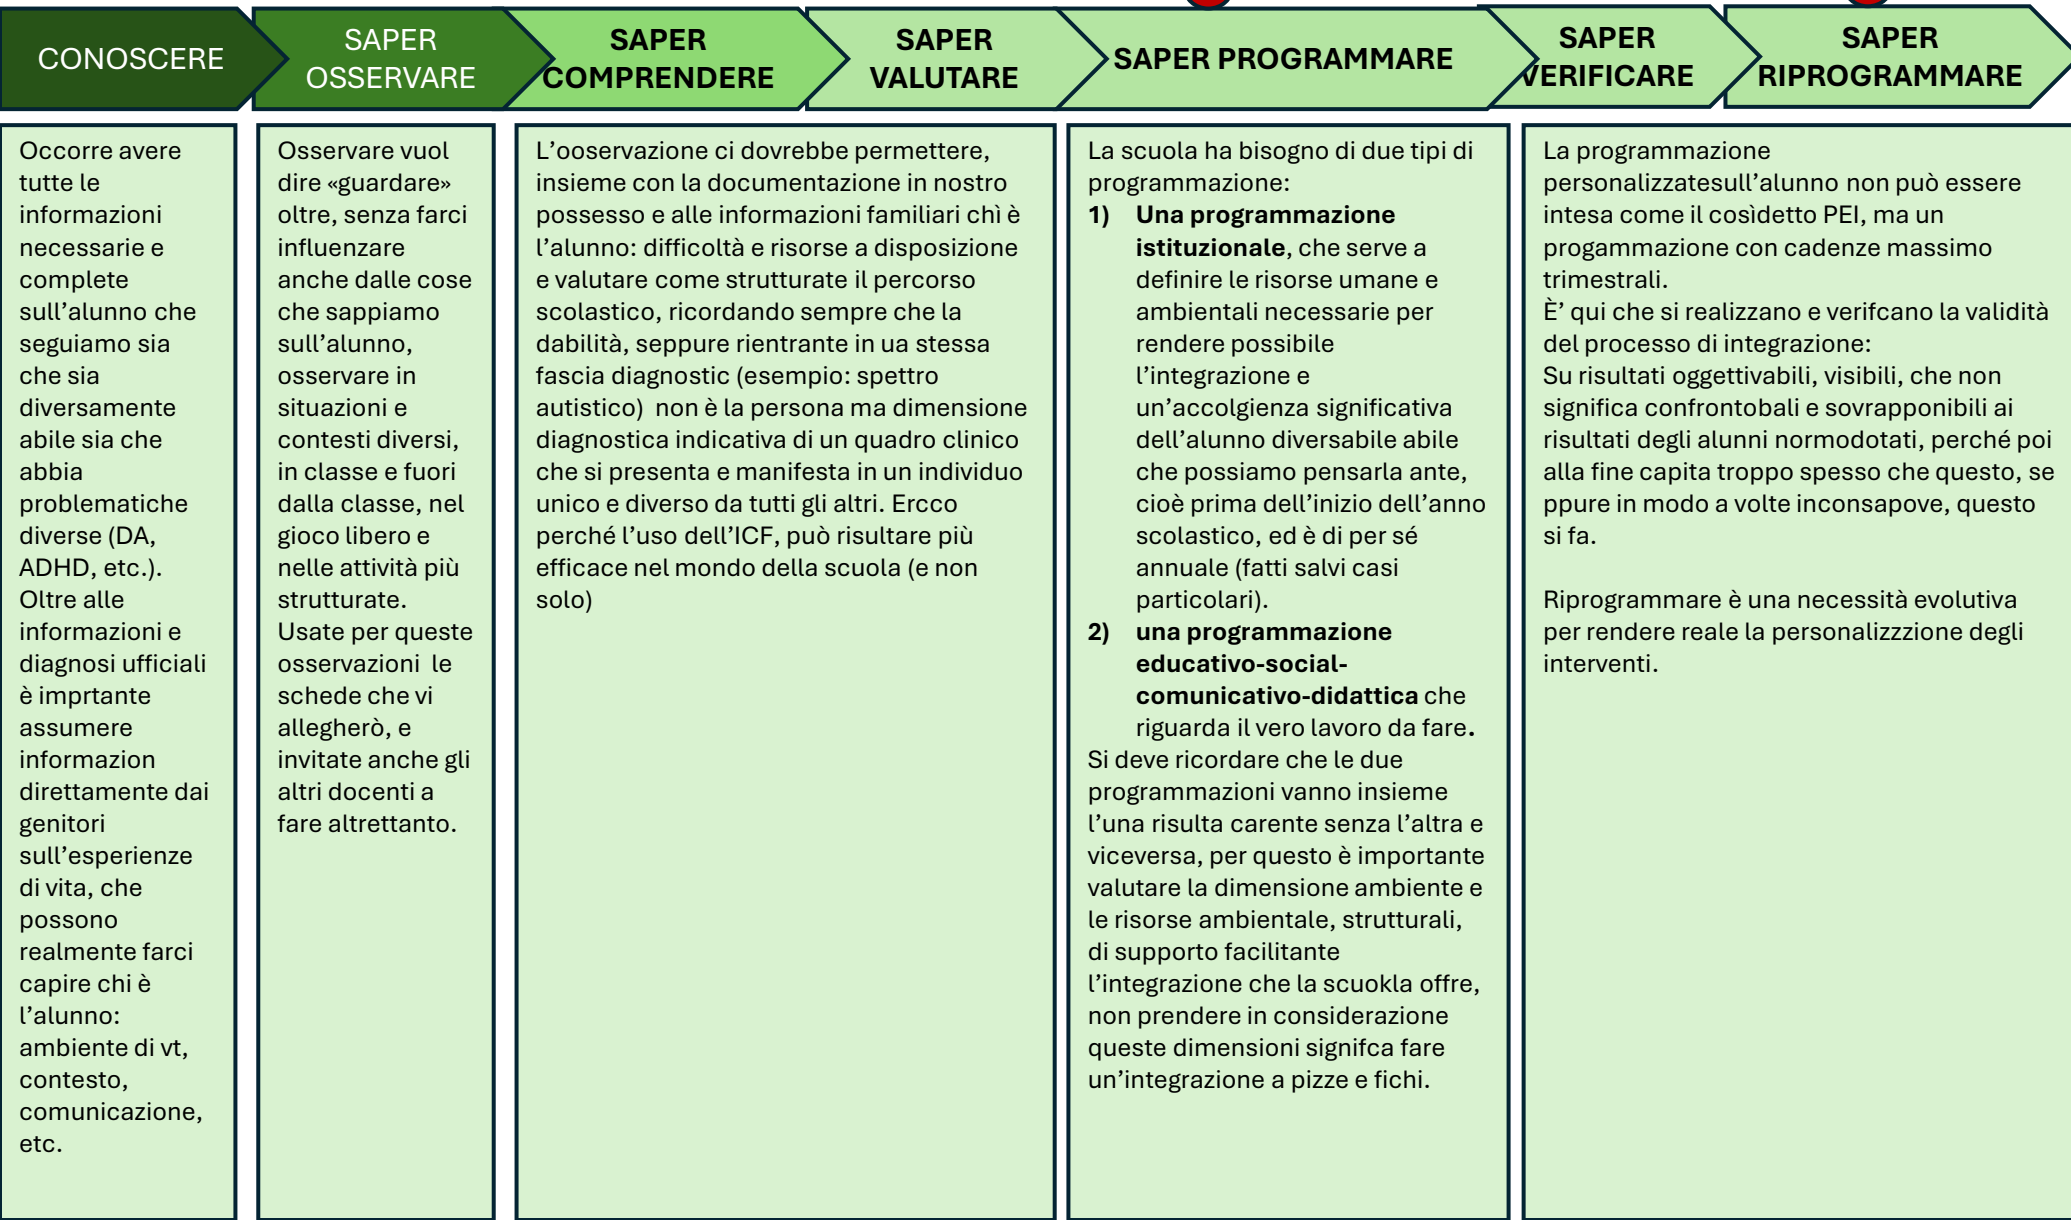 CONOSCERE
SAPER
OSSERVARE
SAPER
COMPRENDERE
SAPER
VALUTARE
SAPER PROGRAMMARE
SAPER
VERIFICARE
SAPER
RIPROGRAMMARE
Occorre avere
tutte le
informazioni
necessarie e
complete
sull’alunno che
seguiamo sia
che sia
diversamente
abile sia che
abbia
problematiche
diverse (DA,
ADHD, etc.).
Oltre alle
informazioni e
diagnosi ufficiali
è imprtante
assumere
informazion
direttamente dai
genitori
sull’esperienze
di vita, che
possono
realmente farci
capire chi è
l’alunno:
ambiente di vt,
contesto,
comunicazione,
etc.
Osservare vuol
dire «guardare»
oltre, senza farci
influenzare
anche dalle cose
che sappiamo
sull’alunno,
osservare in
situazioni e
contesti diversi,
in classe e fuori
dalla classe, nel
gioco libero e
nelle attività più
strutturate.
Usate per queste
osservazioni le
schede che vi
allegherò, e
invitate anche gli
altri docenti a
fare altrettanto.
L’ooservazione ci dovrebbe permettere,
insieme con la documentazione in nostro
possesso e alle informazioni familiari chì è
l’alunno: difficoltà e risorse a disposizione
e valutare come strutturate il percorso
scolastico, ricordando sempre che la
dabilità, seppure rientrante in ua stessa
fascia diagnostic (esempio: spettro
autistico) non è la persona ma dimensione
diagnostica indicativa di un quadro clinico
che si presenta e manifesta in un individuo
unico e diverso da tutti gli altri. Ercco
perché l’uso dell’ICF, può risultare più
efficace nel mondo della scuola (e non
solo)
La scuola ha bisogno di due tipi di
programmazione:
1) Una programmazione
istituzionale, che serve a
definire le risorse umane e
ambientali necessarie per
rendere possibile
l’integrazione e
un’accolgienza significativa
dell’alunno diversabile abile
che possiamo pensarla ante,
cioè prima dell’inizio dell’anno
scolastico, ed è di per sé
annuale (fatti salvi casi
particolari).
2) una programmazione
educativo-social-
comunicativo-didattica che
riguarda il vero lavoro da fare.
Si deve ricordare che le due
programmazioni vanno insieme
l’una risulta carente senza l’altra e
viceversa, per questo è importante
valutare la dimensione ambiente e
le risorse ambientale, strutturali,
di supporto facilitante
l’integrazione che la scuokla offre,
non prendere in considerazione
queste dimensioni signifca fare
un’integrazione a pizze e fichi.
La programmazione
personalizzatesull’alunno non può essere
intesa come il cosìdetto PEI, ma un
progammazione con cadenze massimo
trimestrali.
È’ qui che si realizzano e verifcano la validità
del processo di integrazione:
Su risultati oggettivabili, visibili, che non
significa confrontobali e sovrapponibili ai
risultati degli alunni normodotati, perché poi
alla fine capita troppo spesso che questo, se
ppure in modo a volte inconsapove, questo
si fa.
Riprogrammare è una necessità evolutiva
per rendere reale la personalizzzione degli
interventi.